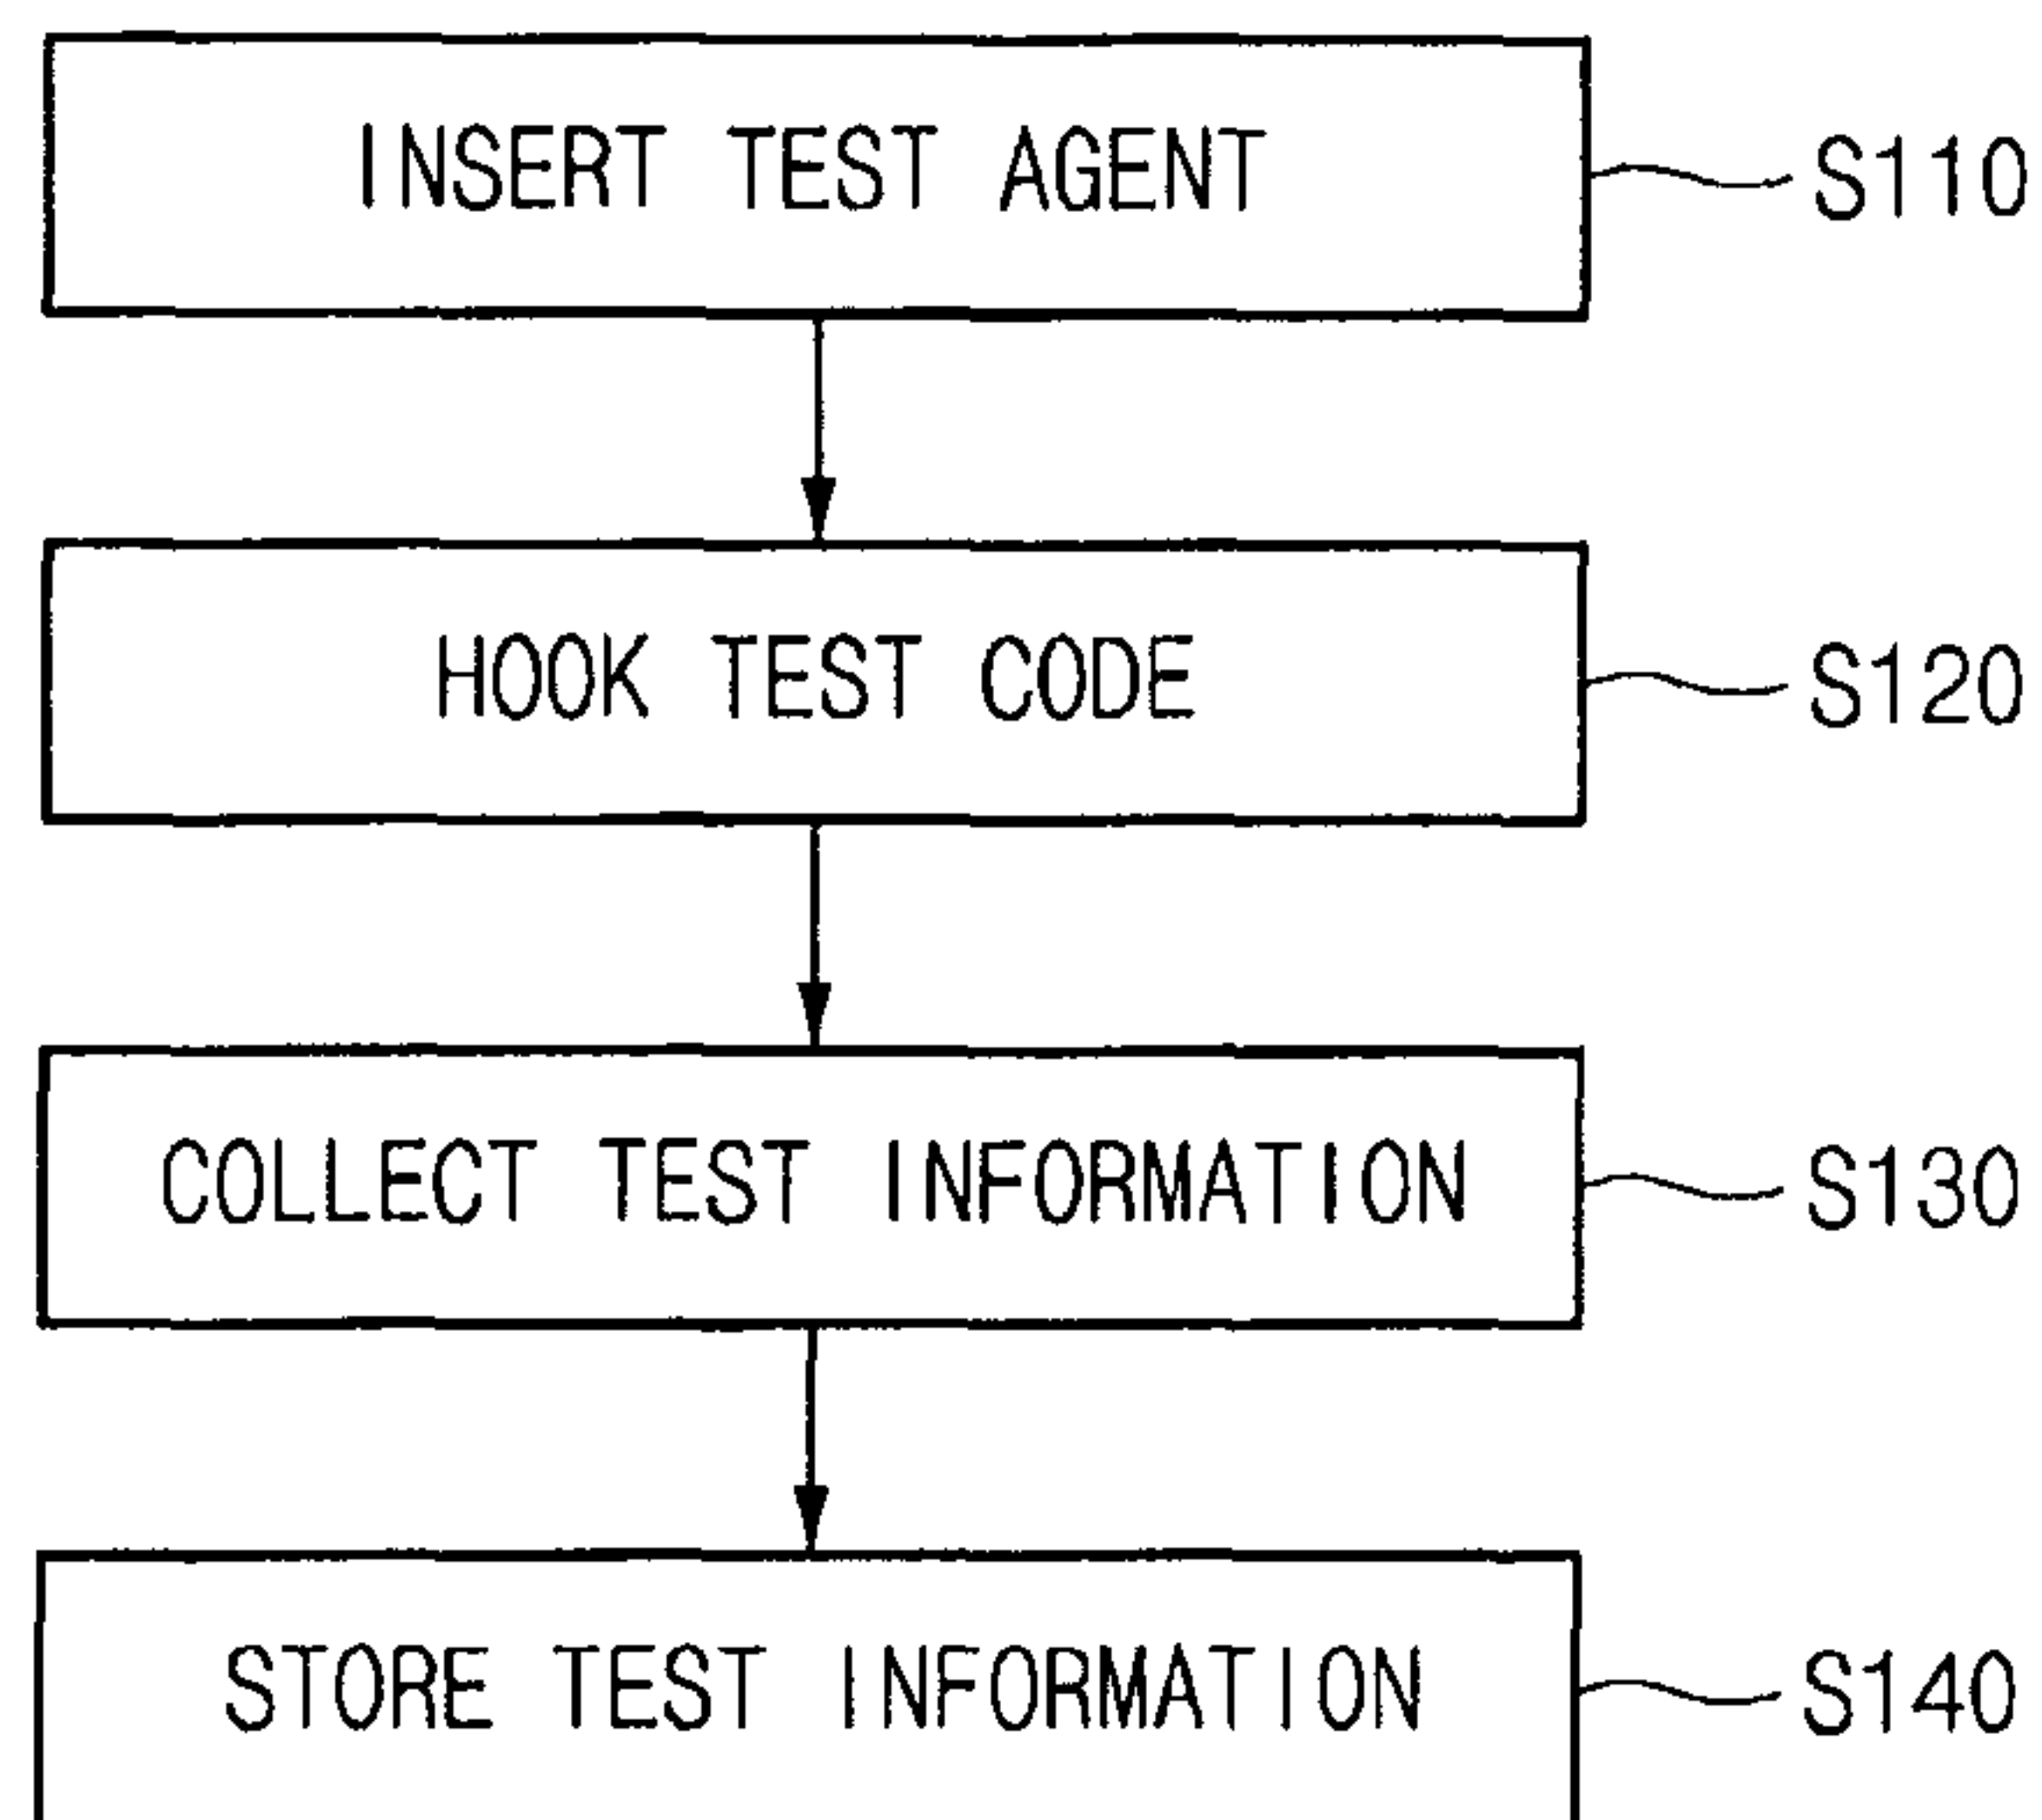 INSERT TEST AGENT S110
HOOK TEST CODE S120
COLLECT TEST INFORMATION S130
STORE TEST INFORMATION S140